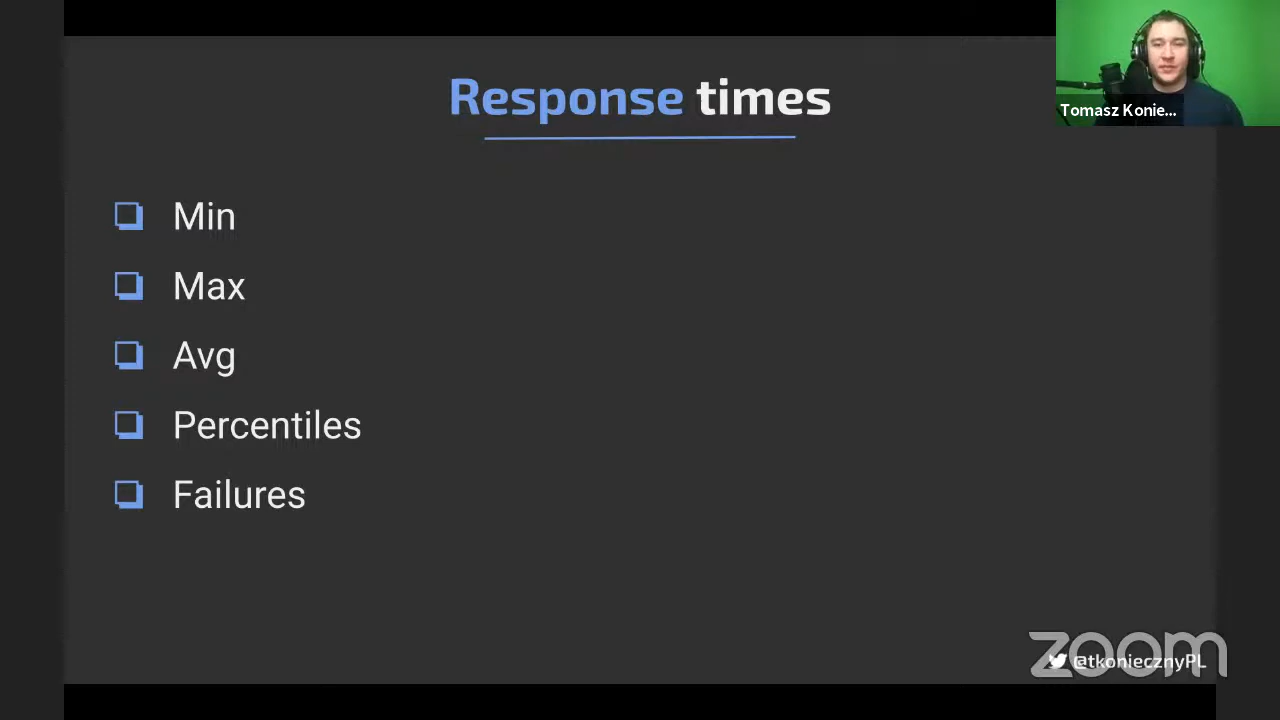 Response times
Tomasz Konie...
Min
Max
Avg
Percentiles
Failures
zoom
@tkoniecznyPL